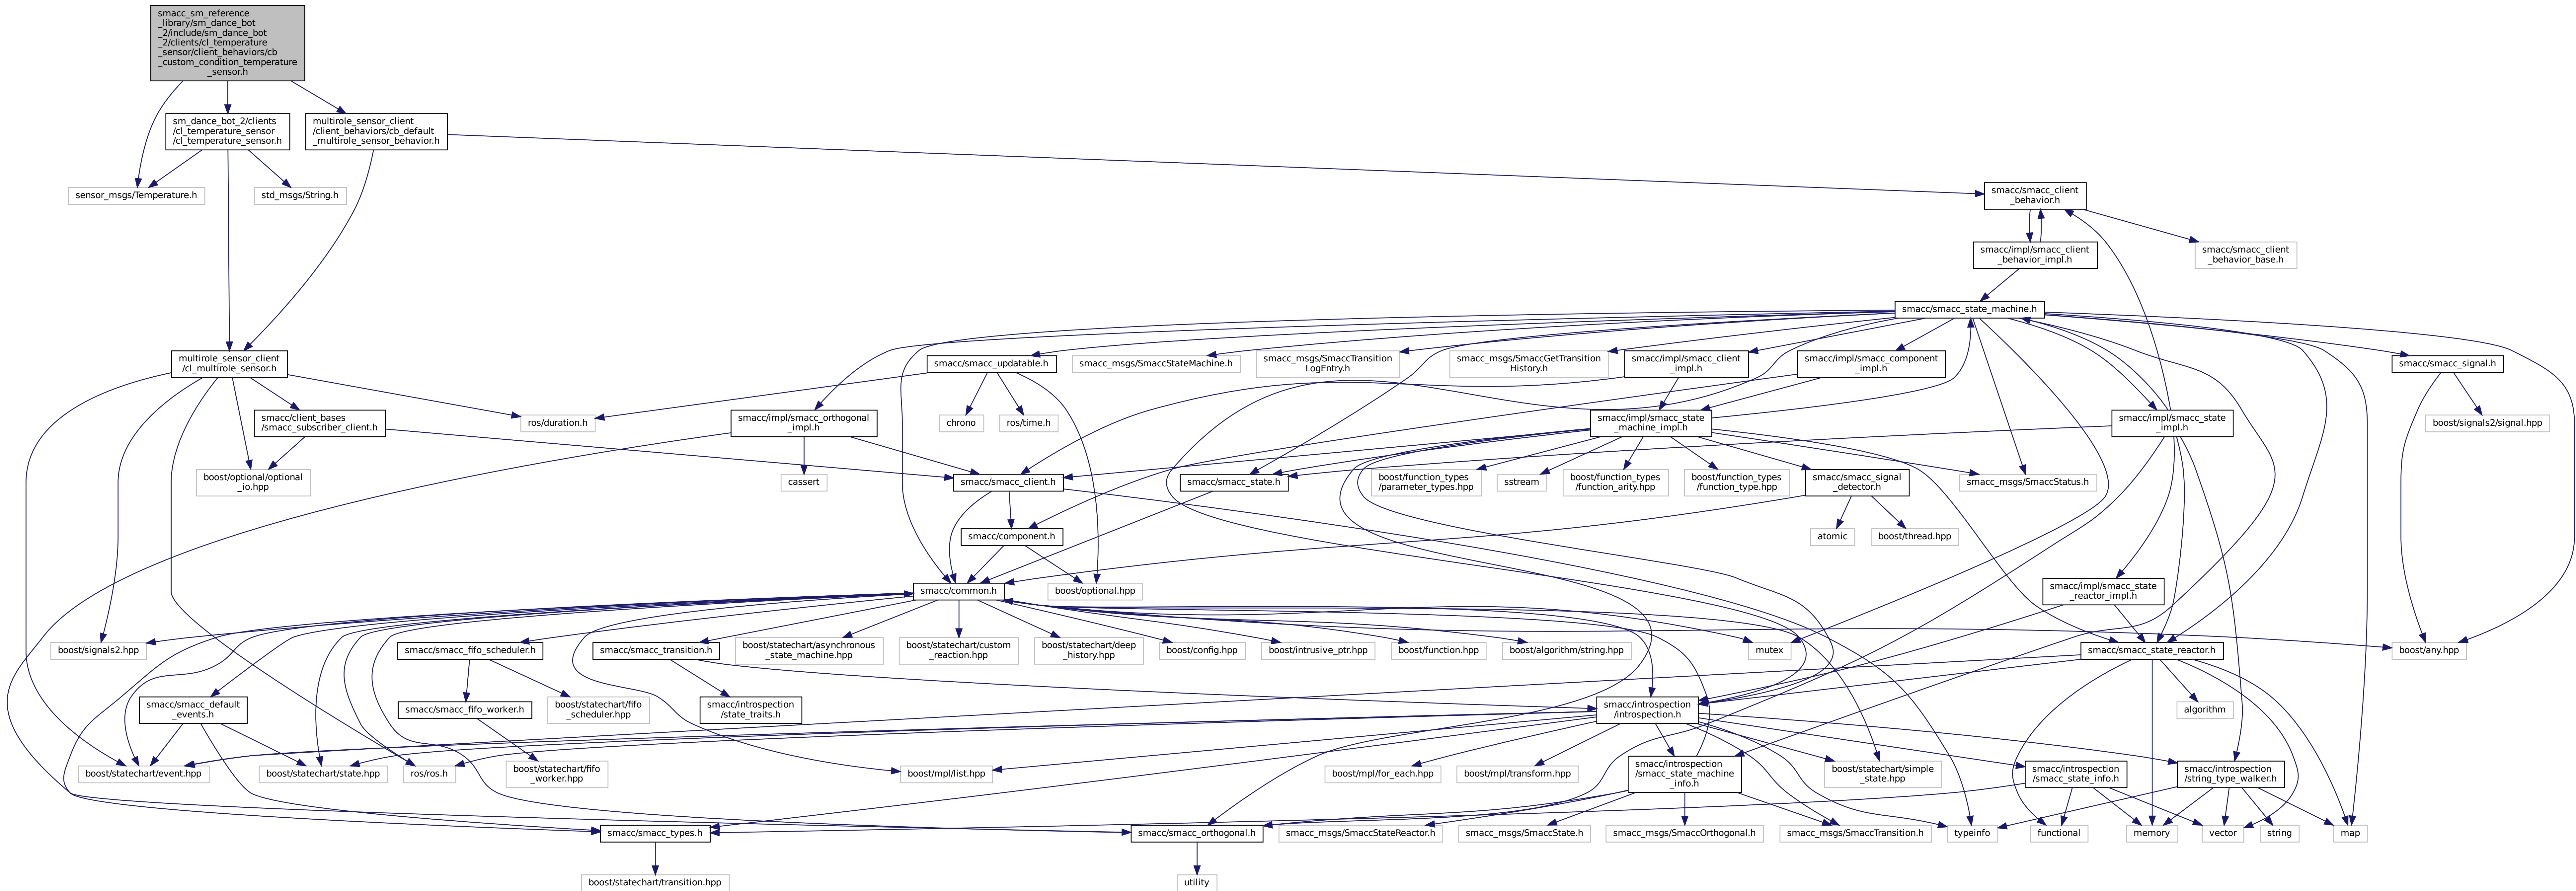 smacc_sm_reference
_library/sm_dance_bot
_2/include/sm_dance_bot
_2/clients/cl_temperature
_sensor/client_behaviors/cb
_custom_condition_temperature
_sensor.h
sm_dance_bot_2/clients
/cl_temperature_sensor
/cl_temperature_sensor.h
multirole_sensor_client
/client_behaviors/cb_default
_multirole_sensor_behavior.h
sensor_msgs/Temperature.h
std_msgs/String.h
smacc/smacc_client
_behavior.h
smacc/impl/smacc_client
_behavior_impl.h
smacc/smacc_client
_behavior_base.h
smacc/smacc_state_machine.h
multirole_sensor_client
/cl_multirole_sensor.h
smacc/smacc_updatable.h
smacc_msgs/SmaccStateMachine.h
smacc_msgs/SmaccTransition
LogEntry.h
smacc_msgs/SmaccGetTransition
History.h
smacc/impl/smacc_client
_impl.h
smacc/impl/smacc_component
_impl.h
smacc/smacc_signal.h
smacc/client_bases
/smacc_subscriber_client.h
ros/duration.h
smacc/impl/smacc_orthogonal
_impl.h
chrono
ros/time.h
smacc/impl/smacc_state
_machine_impl.h
smacc/impl/smacc_state
_impl.h
boost/signals2/signal.hpp
boost/optional/optional
_io.hpp
cassert
smacc/smacc_client.h
smacc/smacc_state.h
boost/function_types
/parameter_types.hpp
sstream
boost/function_types
/function_arity.hpp
boost/function_types
/function_type.hpp
smacc/smacc_signal
_detector.h
smacc_msgs/SmaccStatus.h
smacc/component.h
atomic
boost/thread.hpp
smacc/common.h
boost/optional.hpp
smacc/impl/smacc_state
_reactor_impl.h
boost/signals2.hpp
smacc/smacc_fifo_scheduler.h
smacc/smacc_transition.h
boost/statechart/asynchronous
_state_machine.hpp
boost/statechart/custom
_reaction.hpp
boost/statechart/deep
_history.hpp
boost/config.hpp
boost/intrusive_ptr.hpp
boost/function.hpp
boost/algorithm/string.hpp
mutex
smacc/smacc_state_reactor.h
boost/any.hpp
smacc/smacc_default
_events.h
smacc/smacc_fifo_worker.h
boost/statechart/fifo
_scheduler.hpp
smacc/introspection
/state_traits.h
smacc/introspection
/introspection.h
algorithm
boost/statechart/event.hpp
boost/statechart/state.hpp
ros/ros.h
boost/statechart/fifo
_worker.hpp
boost/mpl/list.hpp
boost/mpl/for_each.hpp
boost/mpl/transform.hpp
smacc/introspection
/smacc_state_machine
_info.h
boost/statechart/simple
_state.hpp
smacc/introspection
/smacc_state_info.h
smacc/introspection
/string_type_walker.h
smacc/smacc_types.h
smacc/smacc_orthogonal.h
smacc_msgs/SmaccStateReactor.h
smacc_msgs/SmaccState.h
smacc_msgs/SmaccOrthogonal.h
smacc_msgs/SmaccTransition.h
typeinfo
functional
memory
vector
string
map
boost/statechart/transition.hpp
utility